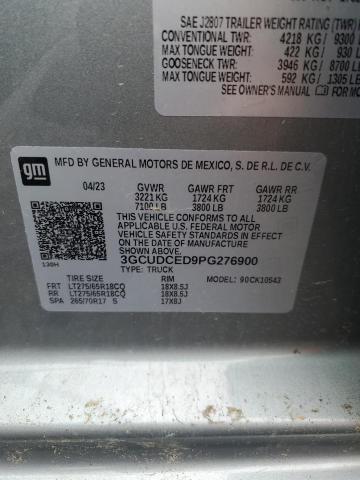 SAE J2807 TRAILER WEIGHT RATING (TWR)
CONVENTIONAL TWR: 4218 KG/ 9300
MAX TONGUE WEIGHT: 422 KG/ 930
GOOSENECK TWR: 3946 KG/ 8700 LB
MAX TONGUE WEIGHT: 592 KG/ 1305 LB
SEE OWNER'S MANUAL
gm MFD BY GENERAL MOTORS DE MEXICO, S. DE R.L. DE C.V.
04/23 GVWR GAWR FRT GAWR RR
3221 KG 1724 KG 1724 KG
7100 LB 3800 LB 3800 LB
THIS VEHICLE CONFORMS TO ALL APPLICABLE
U.S. FEDERAL MOTOR VEHICLE SAFETY, BUMPER, AND THEFT
PREVENTION STANDARDS IN EFFECT ON THE DATE OF MANUFACTURE
SHOWN ABOVE.
3GCUDCED9PG276900
TYPE: TRUCK
130H
TIRE SIZE RIM MODEL: 90CK10543
FRT LT275/65R18CQ 18X8.5J
RR LT275/65R18CQ 18X8.5J
SPA 265/70R17 S 17X8J